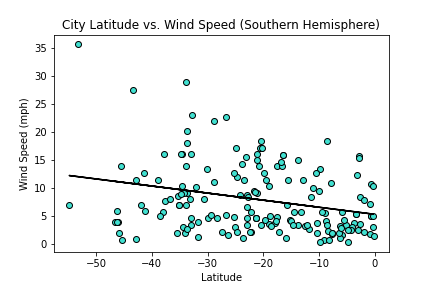 City Latitude vs. Wind Speed (Southern Hemisphere)
Wind Speed (mph)
35
30
25
20
15
10
5
0
−50 −40 −30 −20 −10 0
Latitude